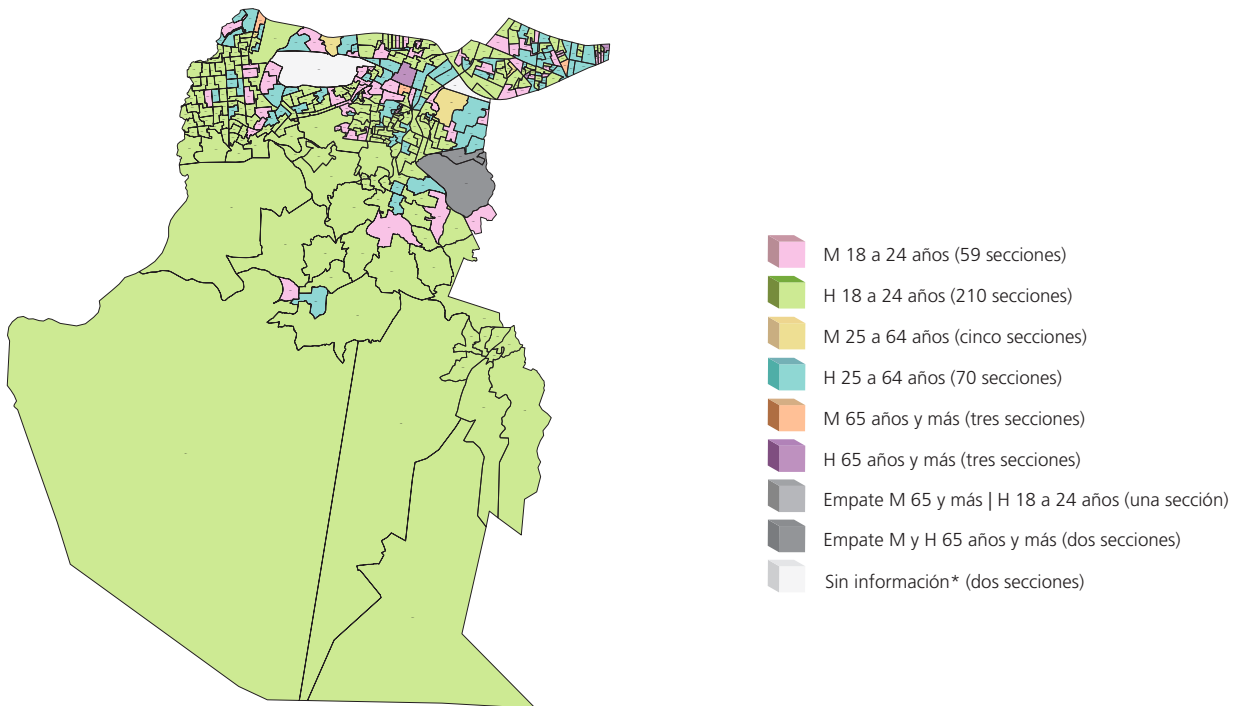 M 18 a 24 años (59 secciones)
H 18 a 24 años (210 secciones)
M 25 a 64 años (cinco secciones)
H 25 a 64 años (70 secciones)
M 65 años y más (tres secciones)
H 65 años y más (tres secciones)
Empate M 65 y más | H 18 a 24 años (una sección)
Empate M y H 65 años y más (dos secciones)
Sin información* (dos secciones)